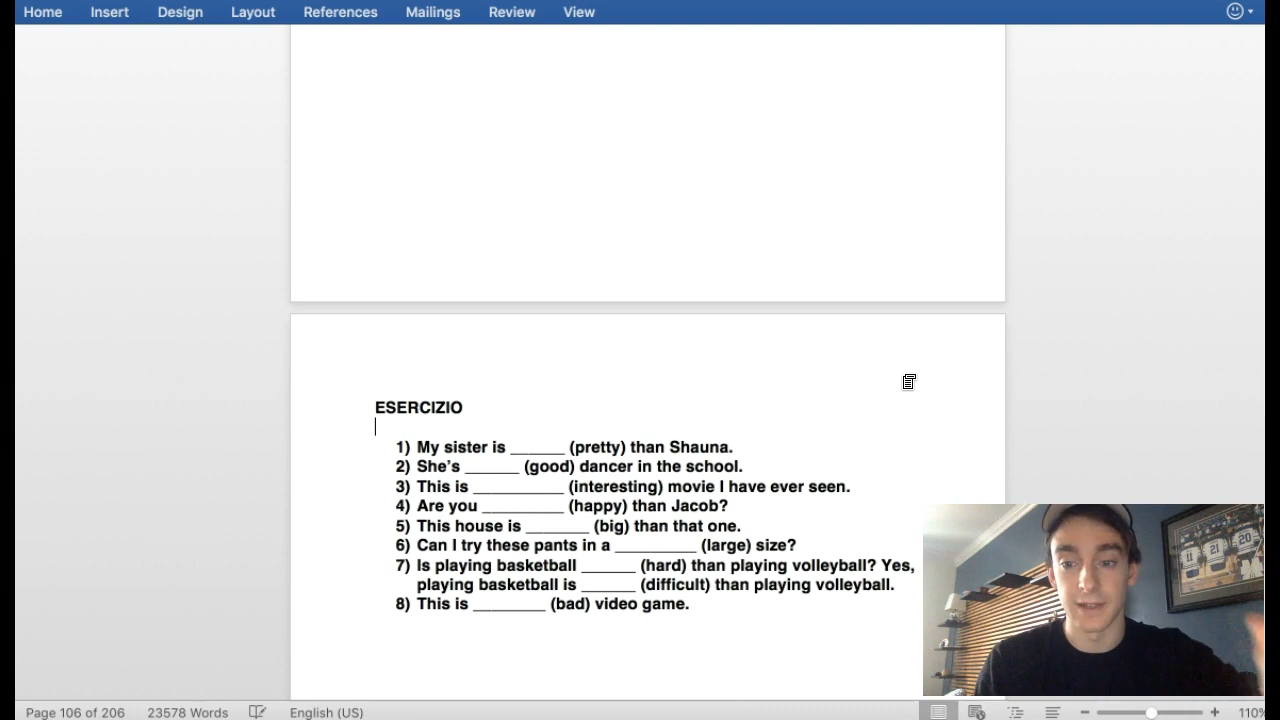 Home Insert Design Layout References Mailings Review View
ESERCIZIO
1) My sister is ______ (pretty) than Shauna.
2) She's ______ (good) dancer in the school.
3) This is __________ (interesting) movie I have ever seen.
4) Are you _________ (happy) than Jacob?
5) This house is _______ (big) than that one.
6) Can I try these pants in a _________ (large) size?
7) Is playing basketball ______ (hard) than playing volleyball? Yes,
playing basketball is ______ (difficult) than playing volleyball.
8) This is ________ (bad) video game.
11 21 20
Page 106 of 206 23578 Words English (US) 110%